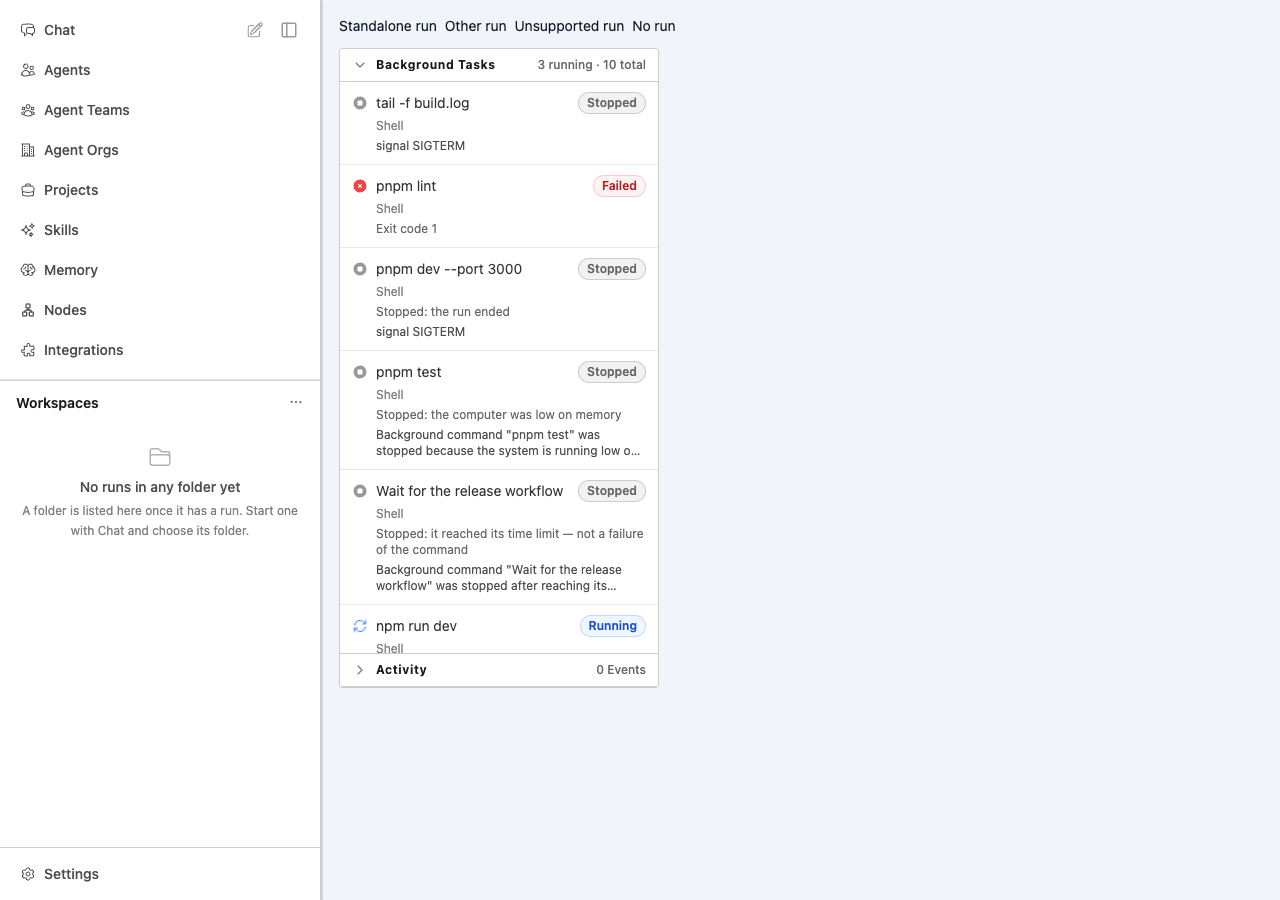 Chat
Agents
Agent Teams
Agent Orgs
Projects
Skills
Memory
Nodes
Integrations
Workspaces
No runs in any folder yet
A folder is listed here once it has a run. Start one
with Chat and choose its folder.
Settings
Standalone run Other run Unsupported run No run
Background Tasks 3 running · 10 total
tail -f build.log Stopped
Shell
signal SIGTERM
pnpm lint Failed
Shell
Exit code 1
pnpm dev --port 3000 Stopped
Shell
Stopped: the run ended
signal SIGTERM
pnpm test Stopped
Shell
Stopped: the computer was low on memory
Background command "pnpm test" was
stopped because the system is running low o...
Wait for the release workflow Stopped
Shell
Stopped: it reached its time limit — not a failure
of the command
Background command "Wait for the release
workflow" was stopped after reaching its...
npm run dev Running
Shell
Activity 0 Events